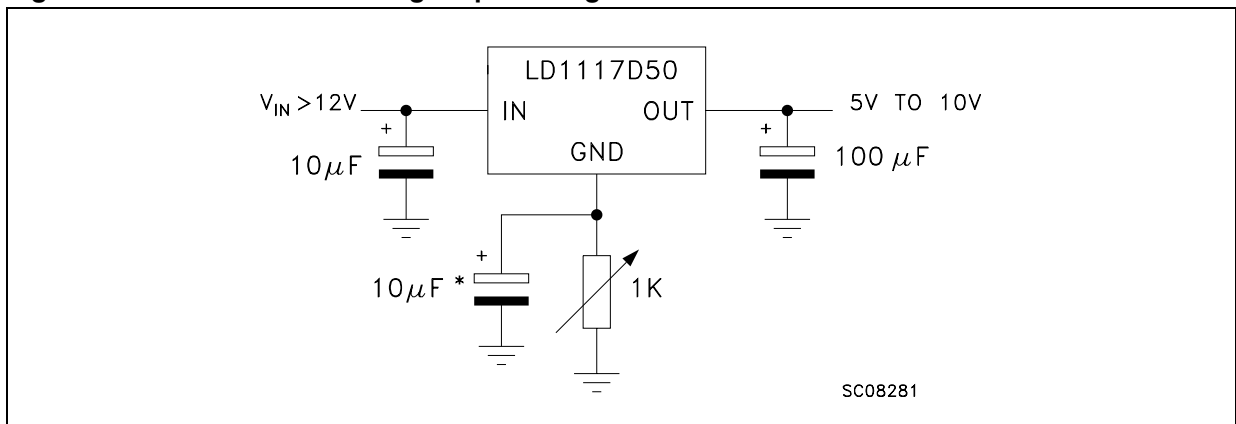 LD1117D50
V_IN >12V
IN
OUT
5V TO 10V
+
+
10μF
GND
100 μF
+
10μF *
1K
SC08281